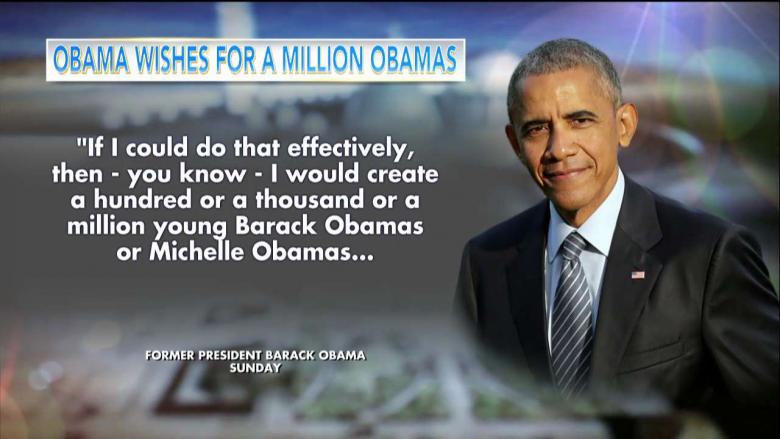 OBAMA WISHES FOR A MILLION OBAMAS
"If I could do that effectively,
then - you know - I would create
a hundred or a thousand or a
million young Barack Obamas
or Michelle Obamas...
FORMER PRESIDENT BARACK OBAMA
SUNDAY